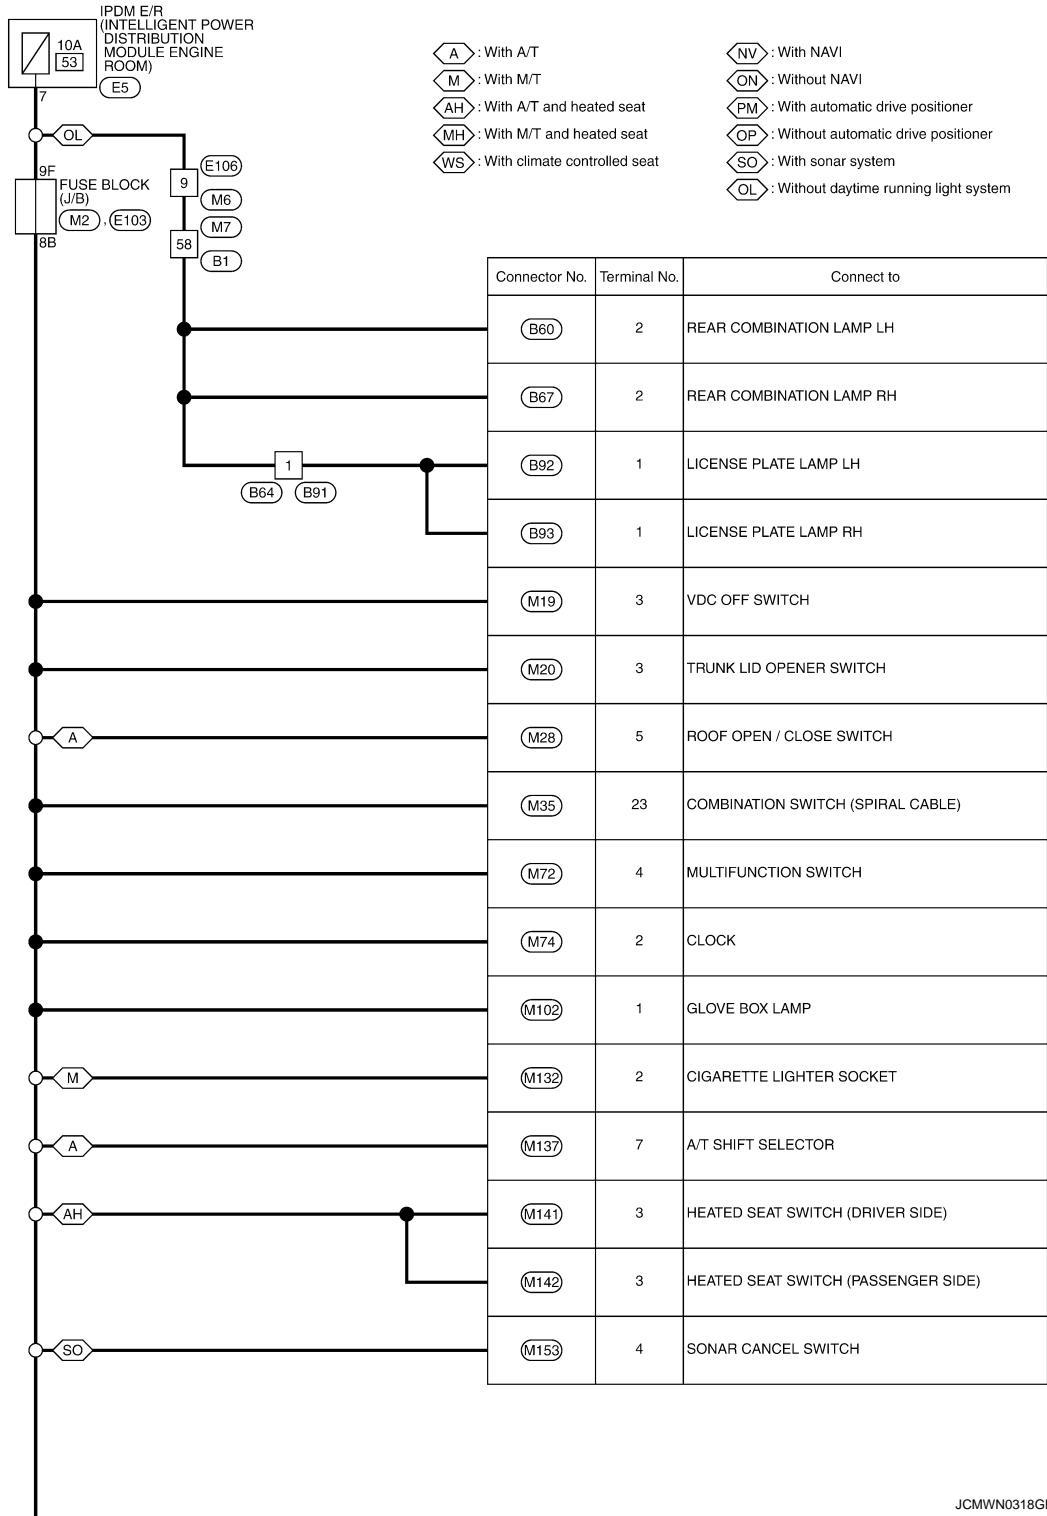 IPDM E/R
(INTELLIGENT POWER
DISTRIBUTION
MODULE ENGINE
ROOM)
10A
53
E5
7
OL
9F
FUSE BLOCK
(J/B)
M2 , E103
8B
9
E106
M6
M7
58
B1
A : With A/T
M : With M/T
AH : With A/T and heated seat
MH : With M/T and heated seat
WS : With climate controlled seat
NV : With NAVI
ON : Without NAVI
PM : With automatic drive positioner
OP : Without automatic drive positioner
SO : With sonar system
OL : Without daytime running light system
Connector No. Terminal No. Connect to
B60 2 REAR COMBINATION LAMP LH
B67 2 REAR COMBINATION LAMP RH
1 B92 1 LICENSE PLATE LAMP LH
B64 B91
B93 1 LICENSE PLATE LAMP RH
M19 3 VDC OFF SWITCH
M20 3 TRUNK LID OPENER SWITCH
A M28 5 ROOF OPEN / CLOSE SWITCH
M35 23 COMBINATION SWITCH (SPIRAL CABLE)
M72 4 MULTIFUNCTION SWITCH
M74 2 CLOCK
M102 1 GLOVE BOX LAMP
M M132 2 CIGARETTE LIGHTER SOCKET
A M137 7 A/T SHIFT SELECTOR
AH M141 3 HEATED SEAT SWITCH (DRIVER SIDE)
M142 3 HEATED SEAT SWITCH (PASSENGER SIDE)
SO M153 4 SONAR CANCEL SWITCH